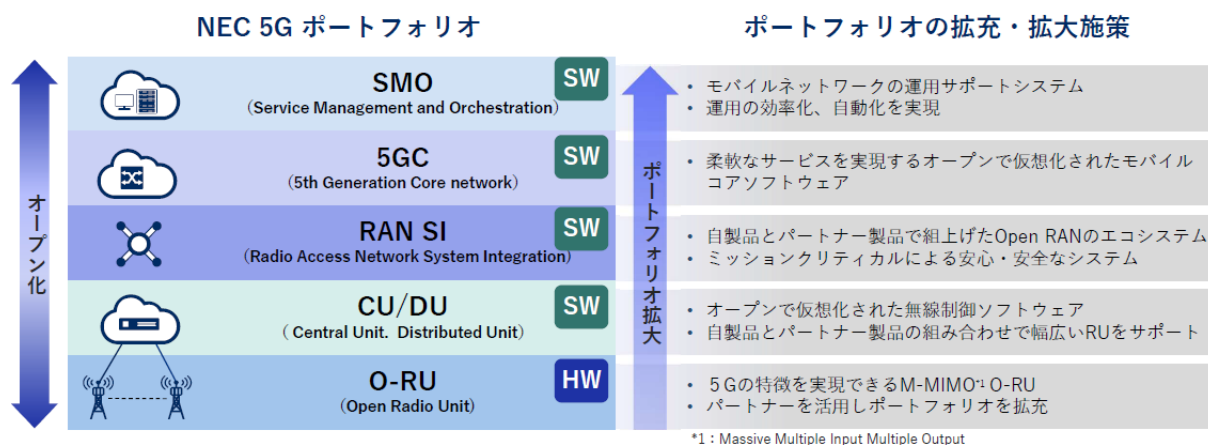 NEC 5G ポートフォリオ
ポートフォリオの拡充・拡大施策
オープン化
SMO
(Service Management and Orchestration)
SW
5GC
(5th Generation Core network)
SW
RAN SI
(Radio Access Network System Integration)
SW
CU/DU
( Central Unit. Distributed Unit)
SW
O-RU
(Open Radio Unit)
HW
ポートフォリオ拡大
• モバイルネットワークの運用サポートシステム
• 運用の効率化、自動化を実現
• 柔軟なサービスを実現するオープンで仮想化されたモバイル
コアソフトウェア
• 自製品とパートナー製品で組上げたOpen RANのエコシステム
• ミッションクリティカルによる安心・安全なシステム
• オープンで仮想化された無線制御ソフトウェア
• 自製品とパートナー製品の組み合わせで幅広いRUをサポート
• 5Gの特徴を実現できるM-MIMO*1 O-RU
• パートナーを活用しポートフォリオを拡充
*1：Massive Multiple Input Multiple Output